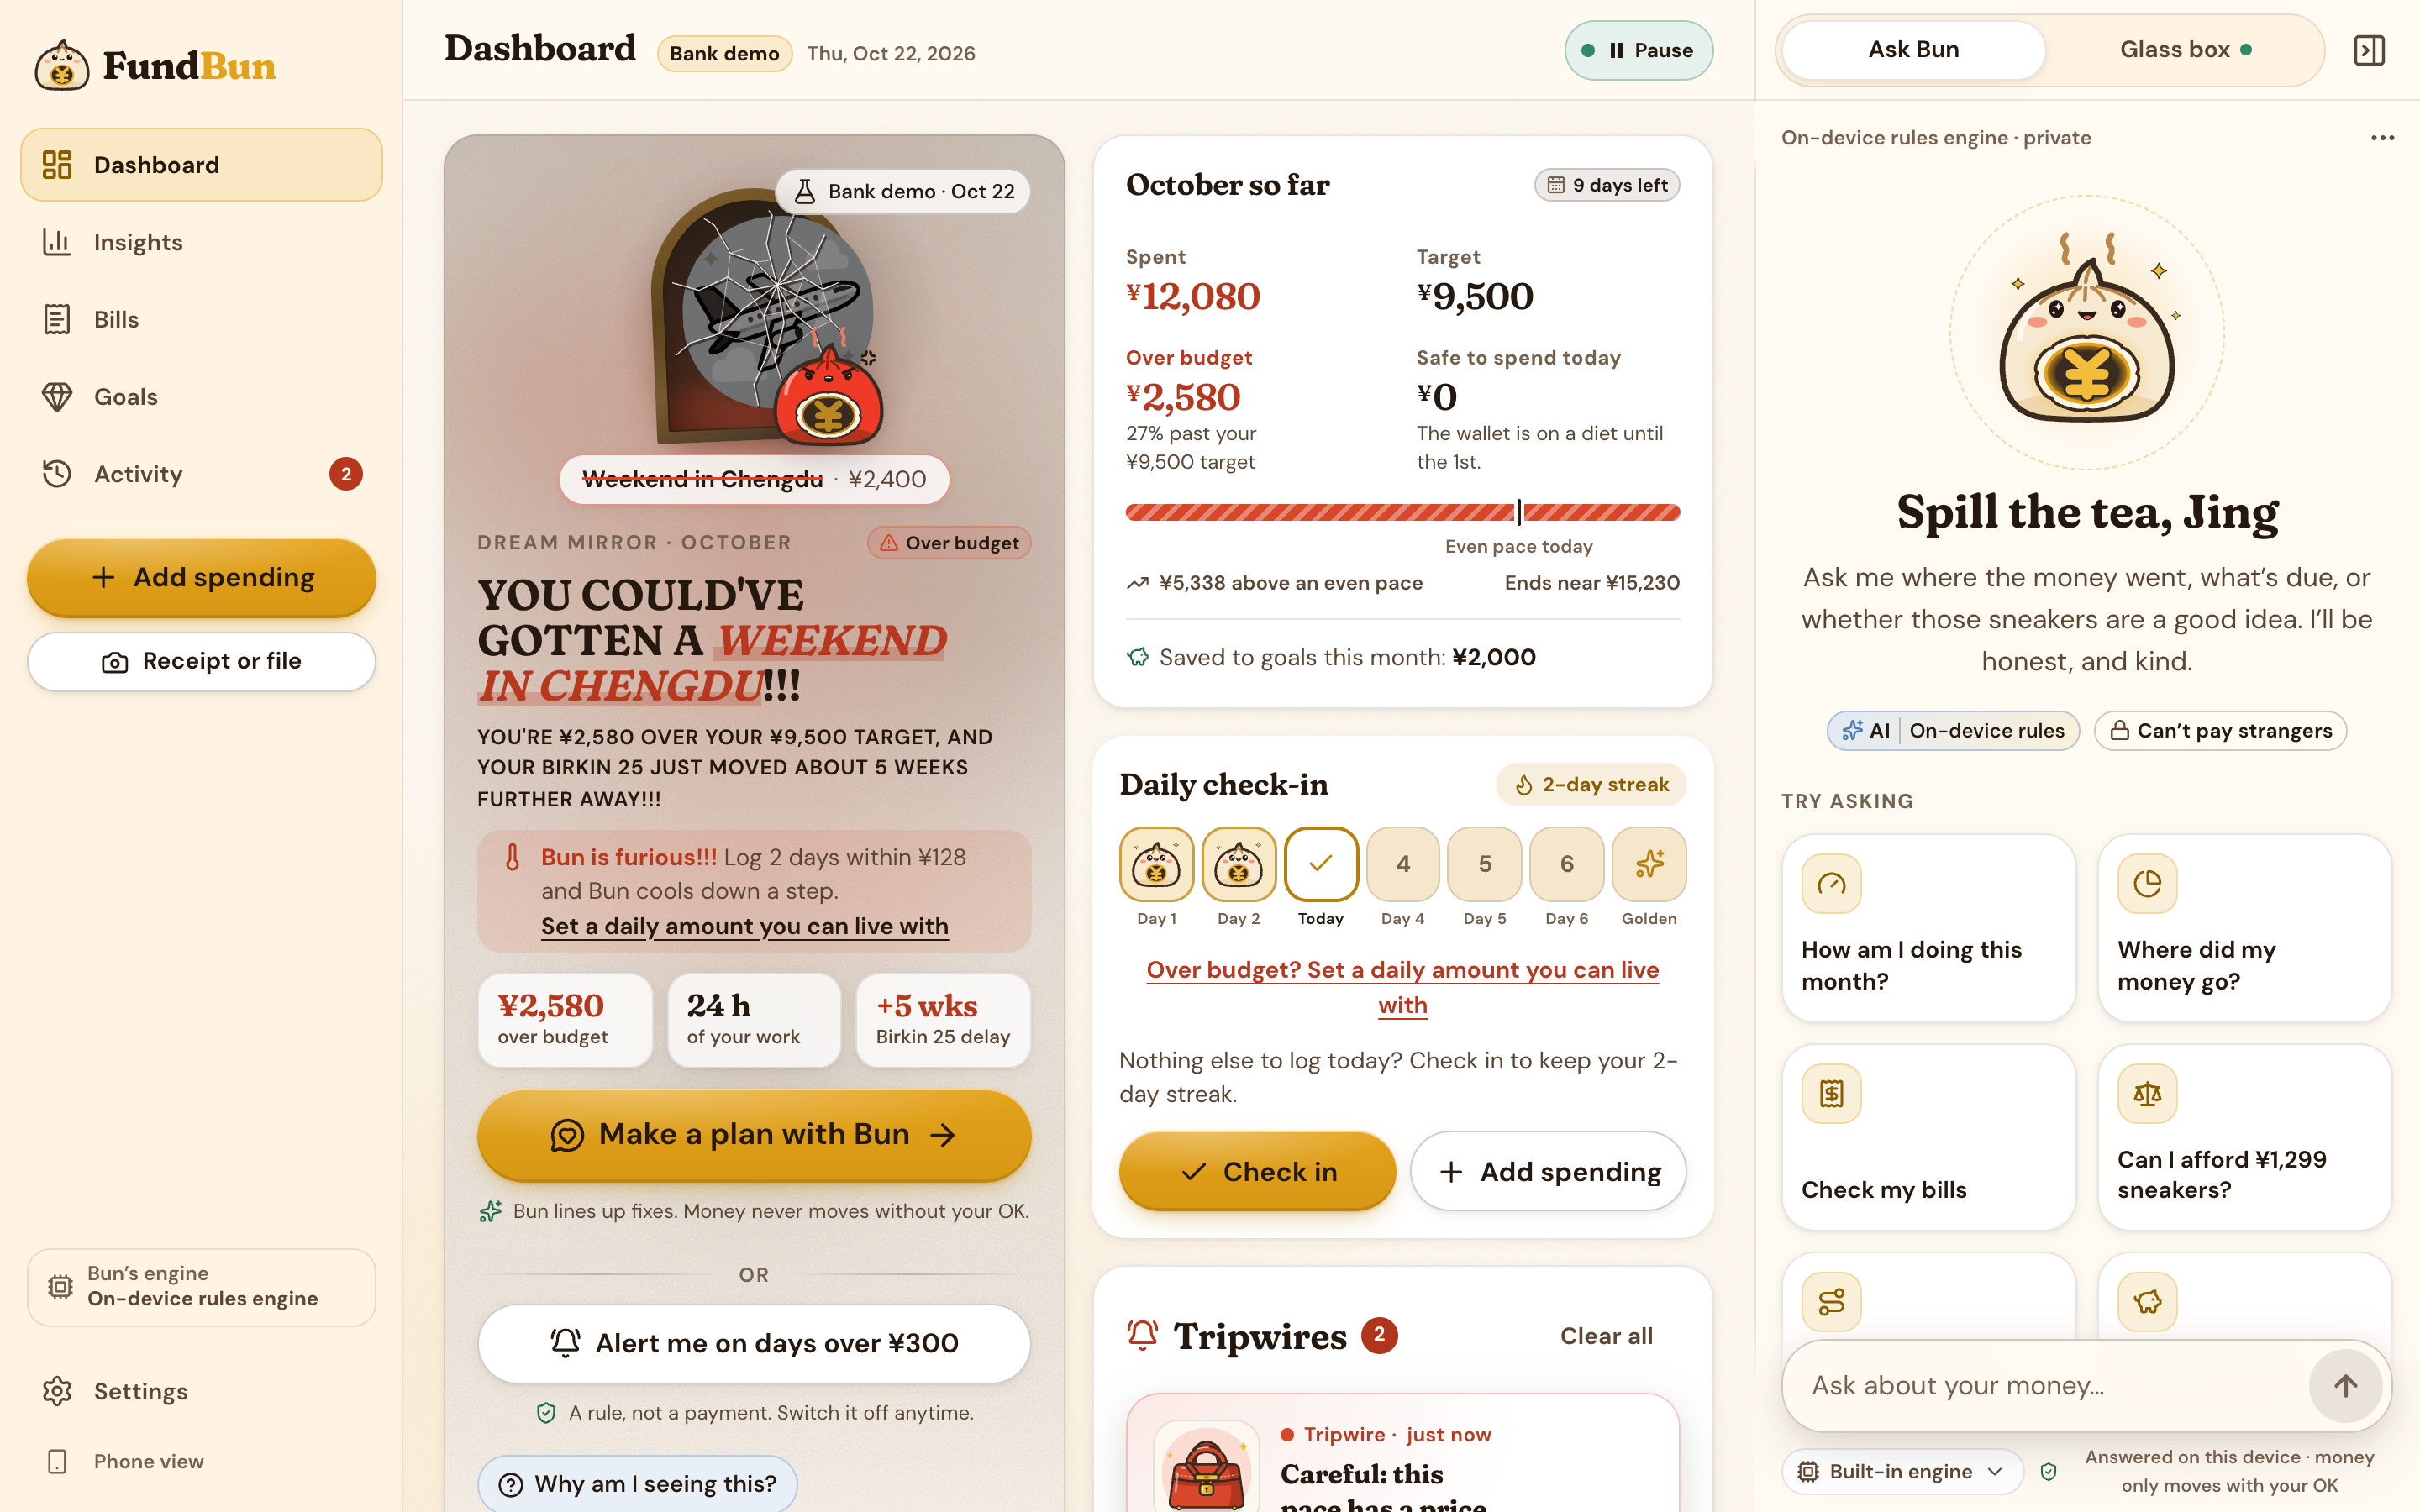 FundBun
Dashboard
Insights
Bills
Goals
Activity
2
Add spending
Receipt or file
Bun's engine
On-device rules engine
Settings
Phone view
Dashboard
Bank demo
Thu, Oct 22, 2026
Pause
Bank demo · Oct 22
¥
Weekend in Chengdu · ¥2,400
DREAM MIRROR · OCTOBER
Over budget
YOU COULD'VE
GOTTEN A WEEKEND
IN CHENGDU!!!
YOU'RE ¥2,580 OVER YOUR ¥9,500 TARGET, AND
YOUR BIRKIN 25 JUST MOVED ABOUT 5 WEEKS
FURTHER AWAY!!!
Bun is furious!!! Log 2 days within ¥128
and Bun cools down a step.
Set a daily amount you can live with
¥2,580
over budget
24 h
of your work
+5 wks
Birkin 25 delay
Make a plan with Bun
Bun lines up fixes. Money never moves without your OK.
OR
Alert me on days over ¥300
A rule, not a payment. Switch it off anytime.
Why am I seeing this?
October so far
9 days left
Spent
¥12,080
Target
¥9,500
Over budget
¥2,580
27% past your
¥9,500 target
Safe to spend today
¥0
The wallet is on a diet until
the 1st.
Even pace today
¥5,338 above an even pace
Ends near ¥15,230
Saved to goals this month: ¥2,000
Daily check-in
2-day streak
4
5
6
Day 1
Day 2
Today
Day 4
Day 5
Day 6
Golden
Over budget? Set a daily amount you can live
with
Nothing else to log today? Check in to keep your 2-
day streak.
Check in
Add spending
Tripwires
2
Clear all
Tripwire · just now
Careful: this
pace has a price
Ask Bun
Glass box
On-device rules engine · private
¥
Spill the tea, Jing
Ask me where the money went, what's due, or
whether those sneakers are a good idea. I'll be
honest, and kind.
AI
On-device rules
Can't pay strangers
TRY ASKING
How am I doing this
month?
Where did my
money go?
Check my bills
Can I afford ¥1,299
sneakers?
Ask about your money...
Built-in engine
Answered on this device · money
only moves with your OK